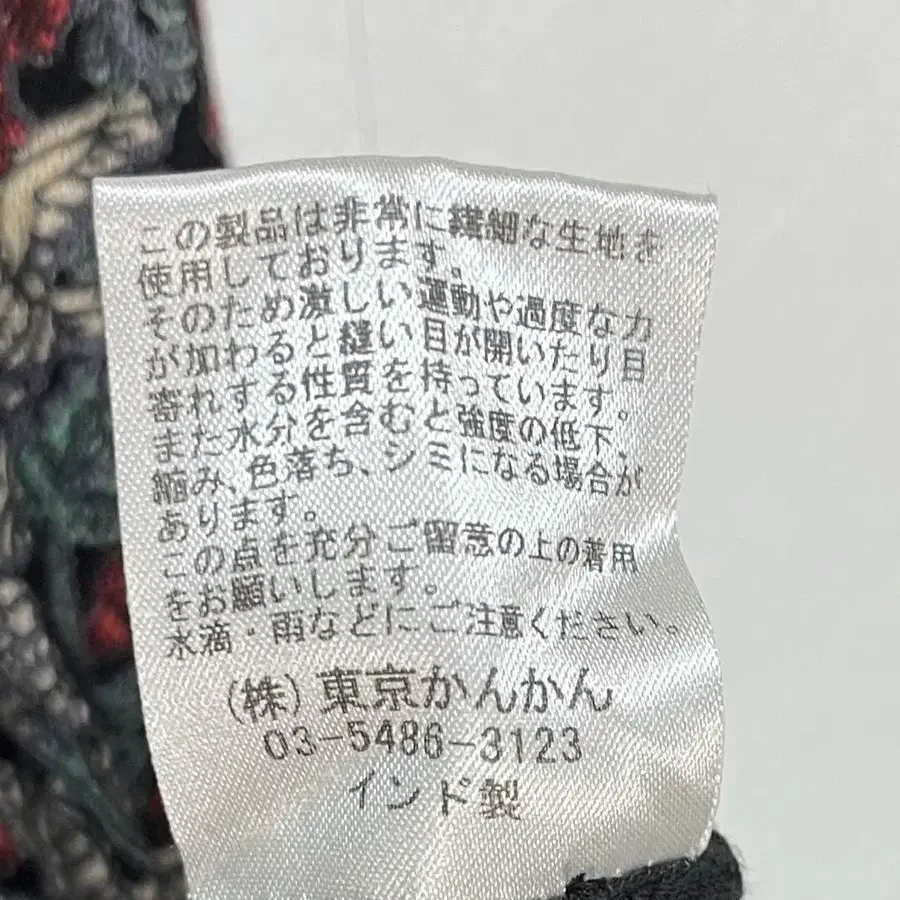 この製品は非常に繊細な生地を
使用しております。
そのため激しい運動や過度な力
が加わると縫い目が開いたり目
寄れする性質を持っています。
また水分を含むと強度の低下、
縮み、色落ち、シミになる場合が
あります。
この点を充分ご留意の上の着用
をお願いします。
水滴・雨などにご注意ください。
(株)東京かんかん
03-5486-3123
インド製